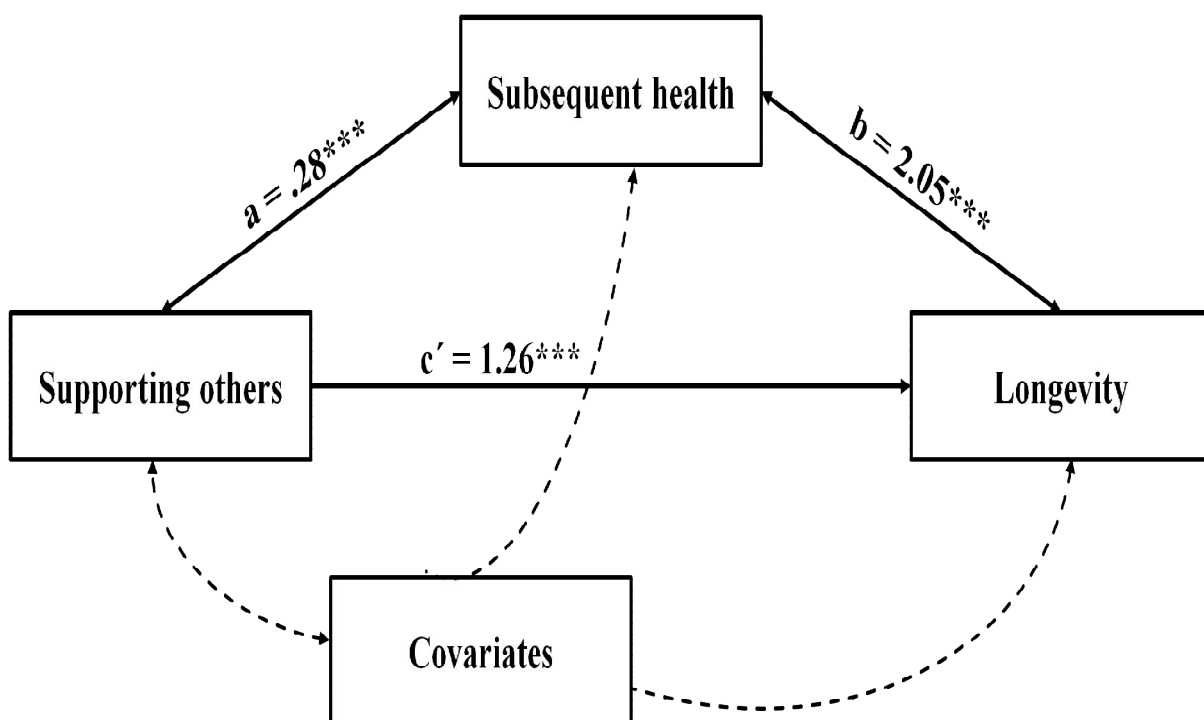 Subsequent health
a = .28***
b = 2.05***
Supporting others
c´ = 1.26***
Longevity
Covariates